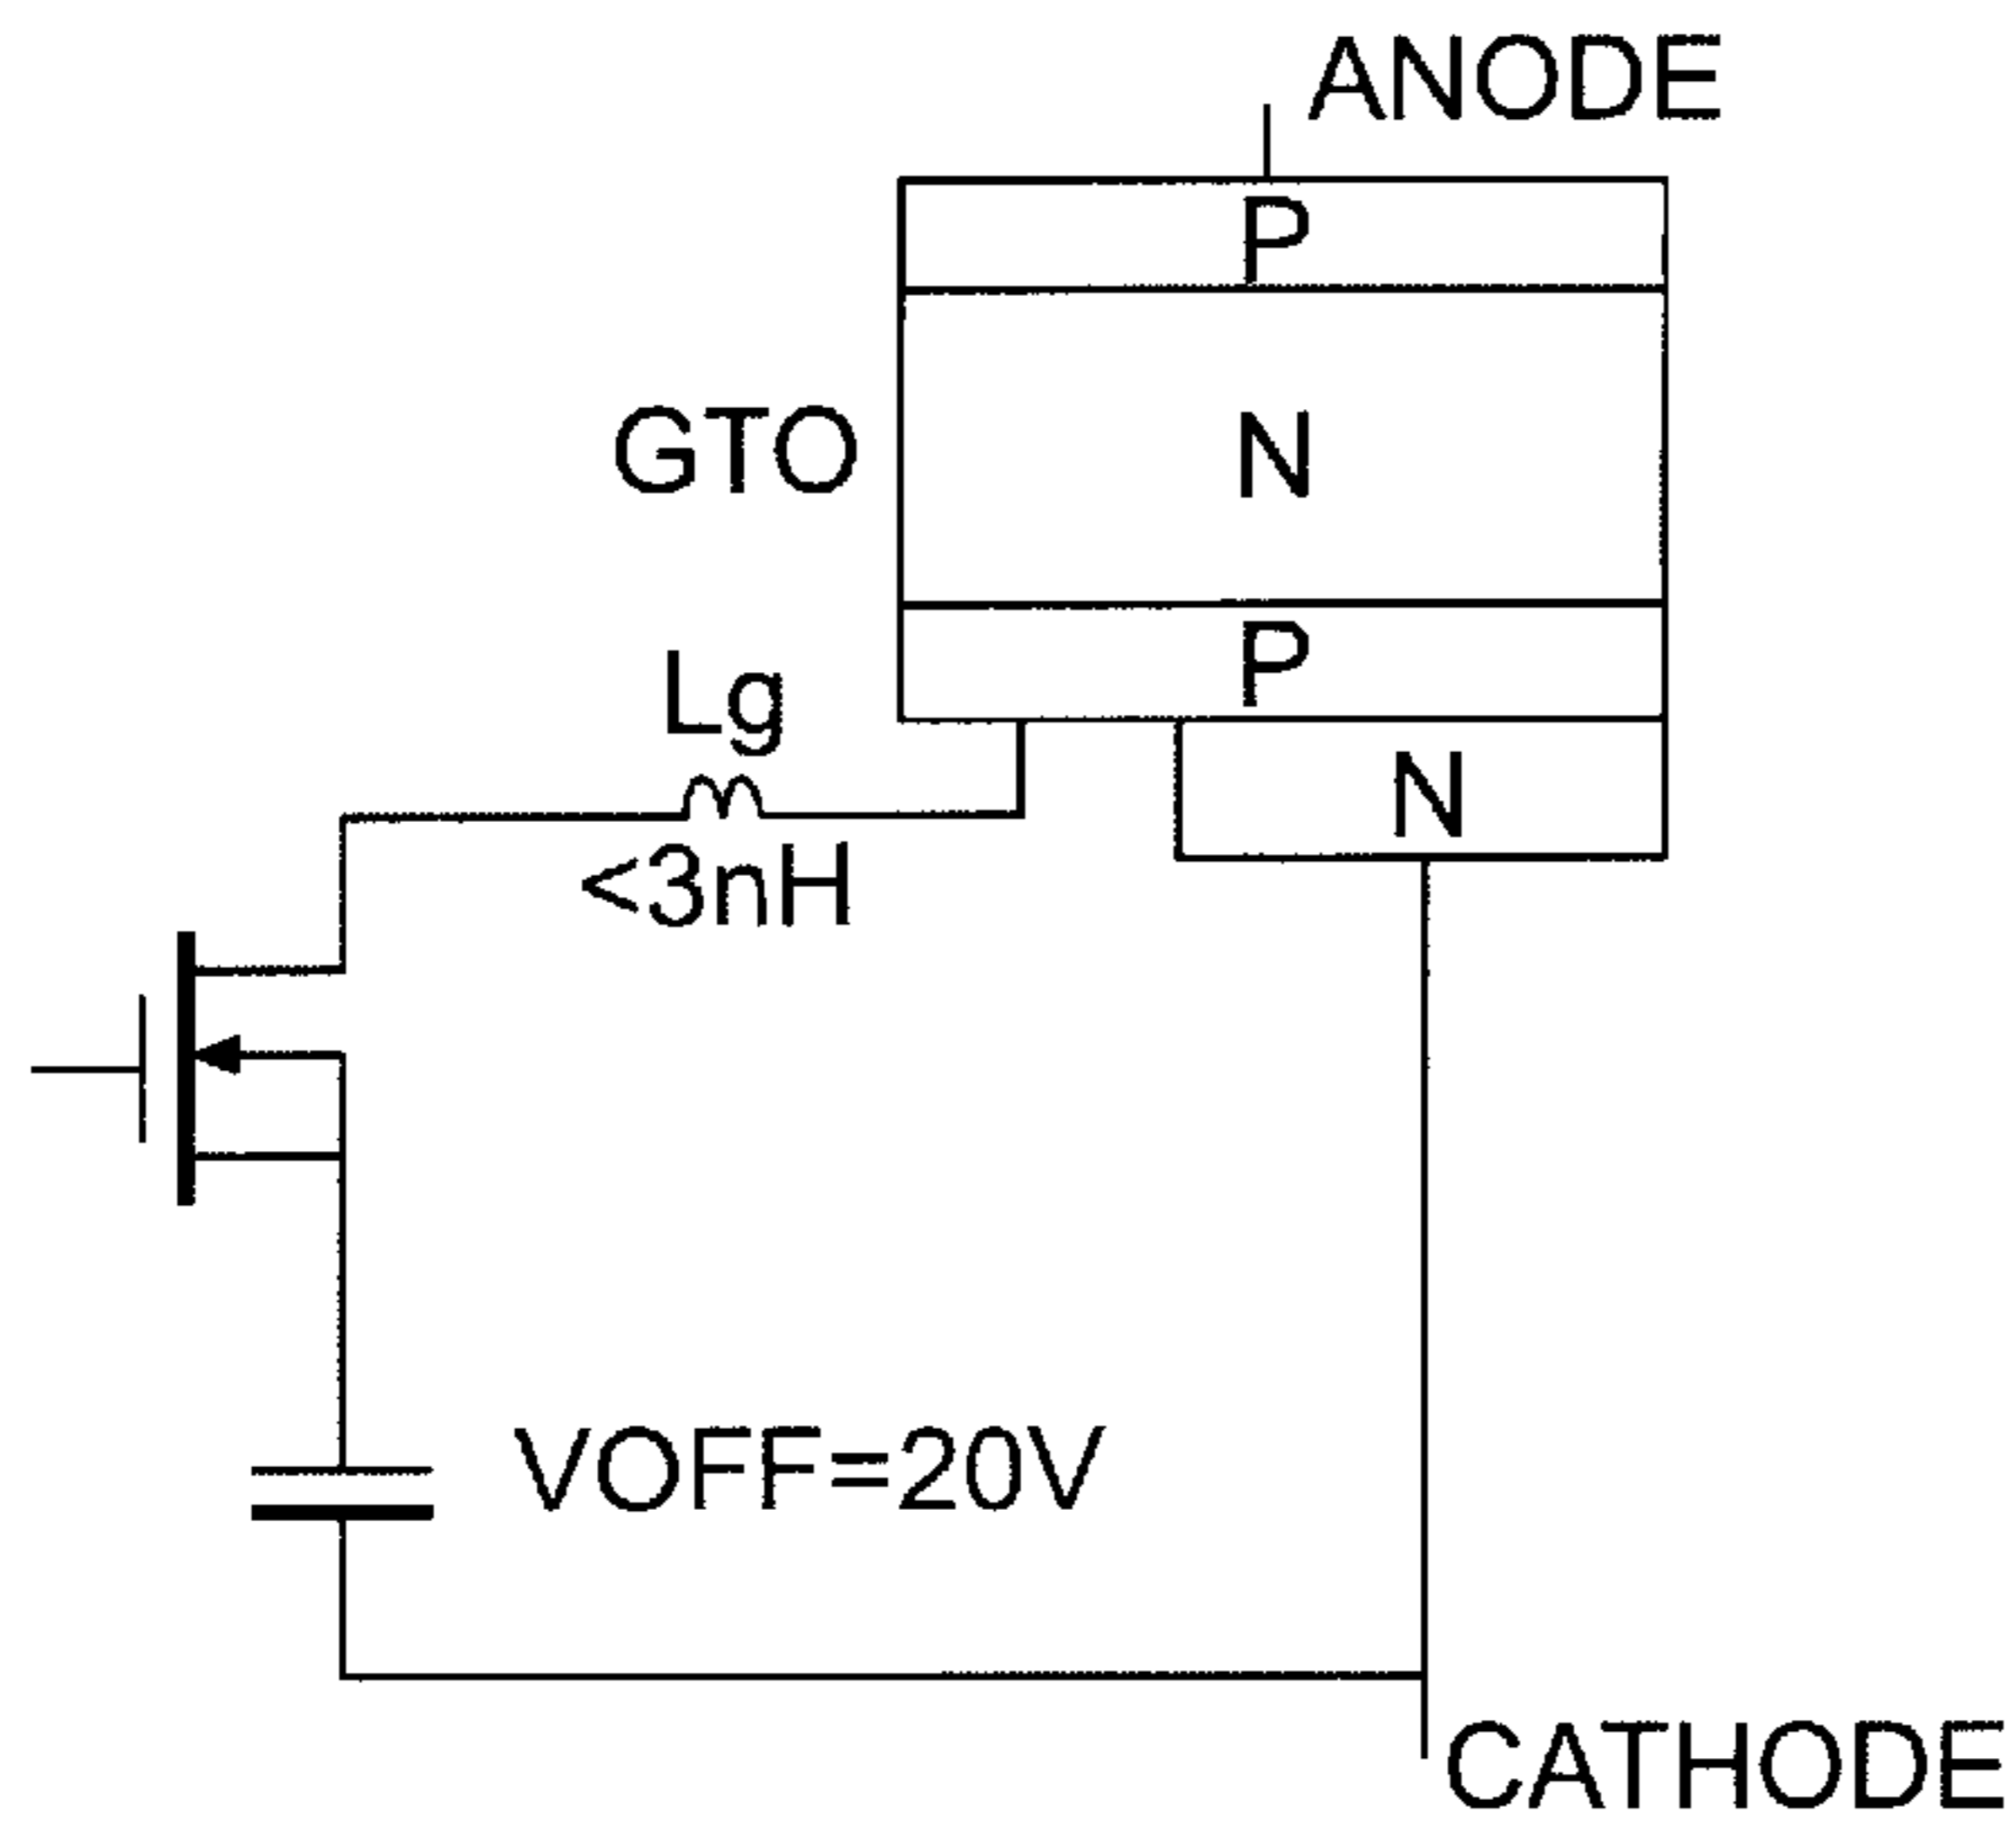 ANODE
P
GTO
N
P
Lg
N
<3nH
VOFF=20V
CATHODE